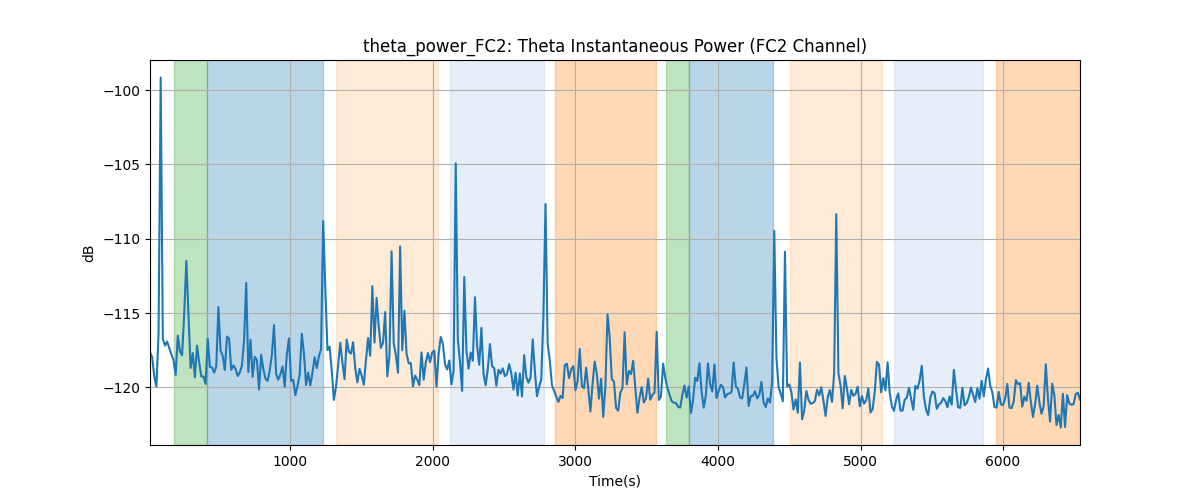 theta_power_FC2: Theta Instantaneous Power (FC2 Channel)
−100
−105
−110
−115
−120
dB
1000 2000 3000 4000 5000 6000
Time(s)